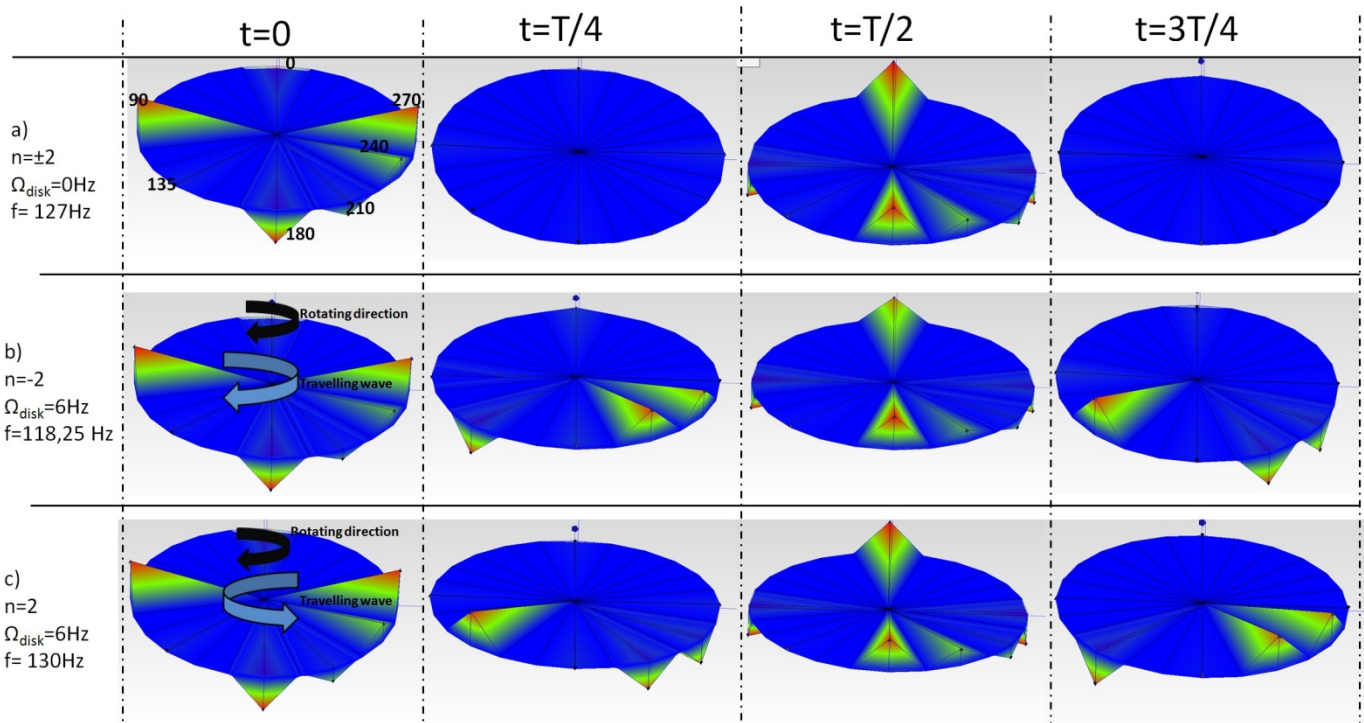 t=0
t=T/4
t=T/2
t=3T/4
a)
n=±2
Ωdisk=0Hz
f= 127Hz
0
90
270
240
135
210
180
b)
n=-2
Ωdisk=6Hz
f=118,25 Hz
Rotating direction
Travelling wave
c)
n=2
Ωdisk=6Hz
f= 130Hz
Rotating direction
Travelling wave